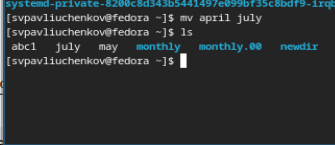 systemd-private-8200c8d343b5441497e099bf35c8bdf9-irqb
[svpavliuchenkov@fedora ~]$ mv april july
[svpavliuchenkov@fedora ~]$ ls
abc1 july may monthly monthly.00 newdir
[svpavliuchenkov@fedora ~]$